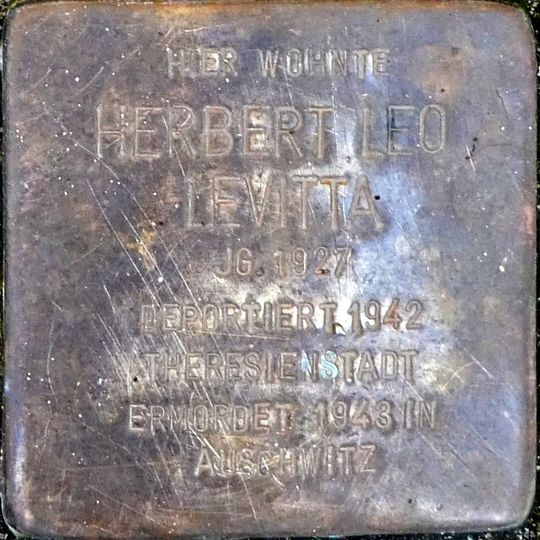 HIER WOHNTE
HERBERT LEO
LEVITTA
JG. 1927
DEPORTIERT 1942
THERESIENSTADT
ERMORDET 1943 IN
AUSCHWITZ